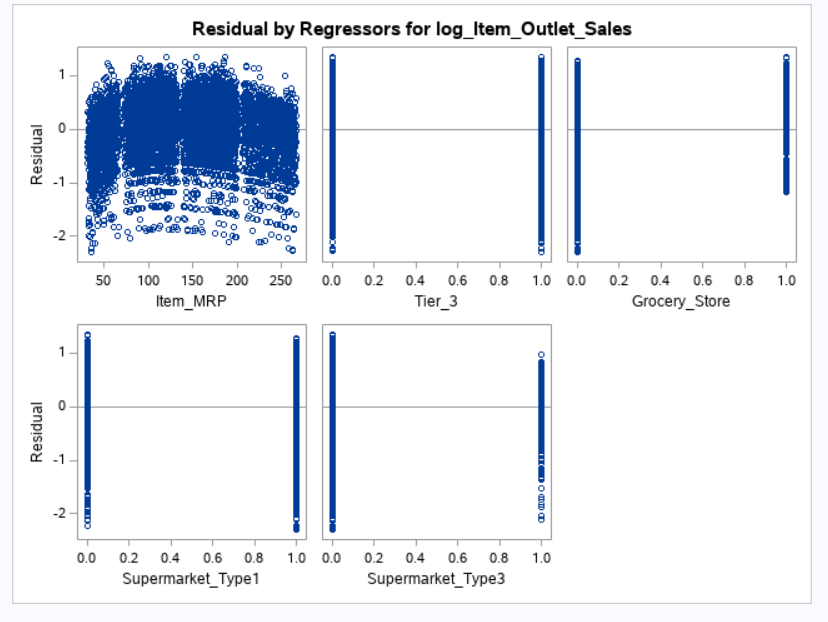 Residual by Regressors for log_Item_Outlet_Sales
Residual
1
0
-1
-2
50 100 150 200 250
Item_MRP
0.0 0.2 0.4 0.6 0.8 1.0
Tier_3
0.0 0.2 0.4 0.6 0.8 1.0
Grocery_Store
Residual
1
0
-1
-2
0.0 0.2 0.4 0.6 0.8 1.0
Supermarket_Type1
0.0 0.2 0.4 0.6 0.8 1.0
Supermarket_Type3